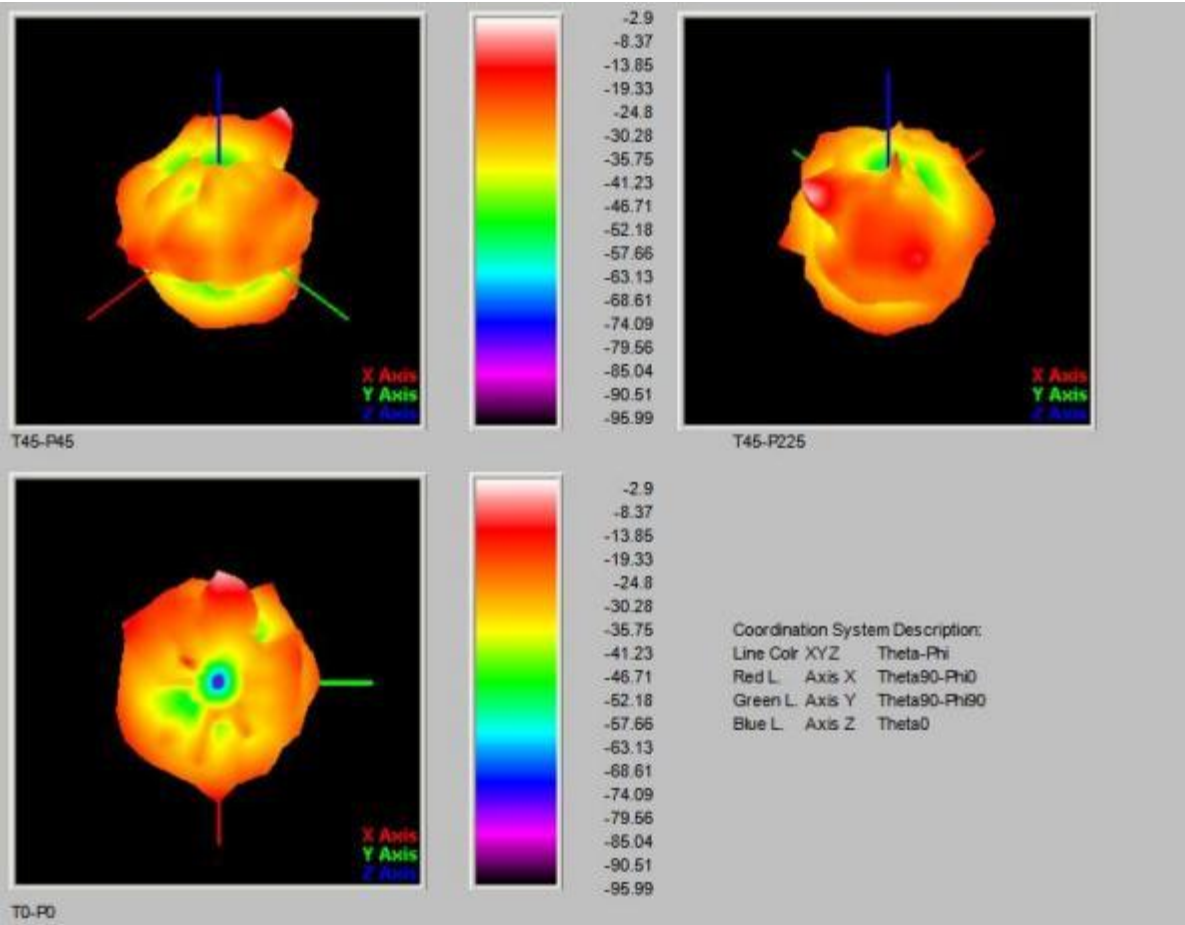 -2.9
-8.37
-13.85
-19.33
-24.8
-30.28
-35.75
-41.23
-46.71
-52.18
-57.66
-63.13
-68.61
-74.09
-79.56
-85.04
-90.51
-95.99
X Axis
Y Axis
Z Axis
X Axis
Y Axis
Z Axis
T45-P45
T45-P225
-2.9
-8.37
-13.85
-19.33
-24.8
-30.28
-35.75
-41.23
-46.71
-52.18
-57.66
-63.13
-68.61
-74.09
-79.56
-85.04
-90.51
-95.99
Coordination System Description:
Line Colr XYZ Theta-Phi
Red L. Axis X Theta90-Phi0
Green L. Axis Y Theta90-Phi90
Blue L. Axis Z Theta0
X Axis
Y Axis
Z Axis
T0-P0